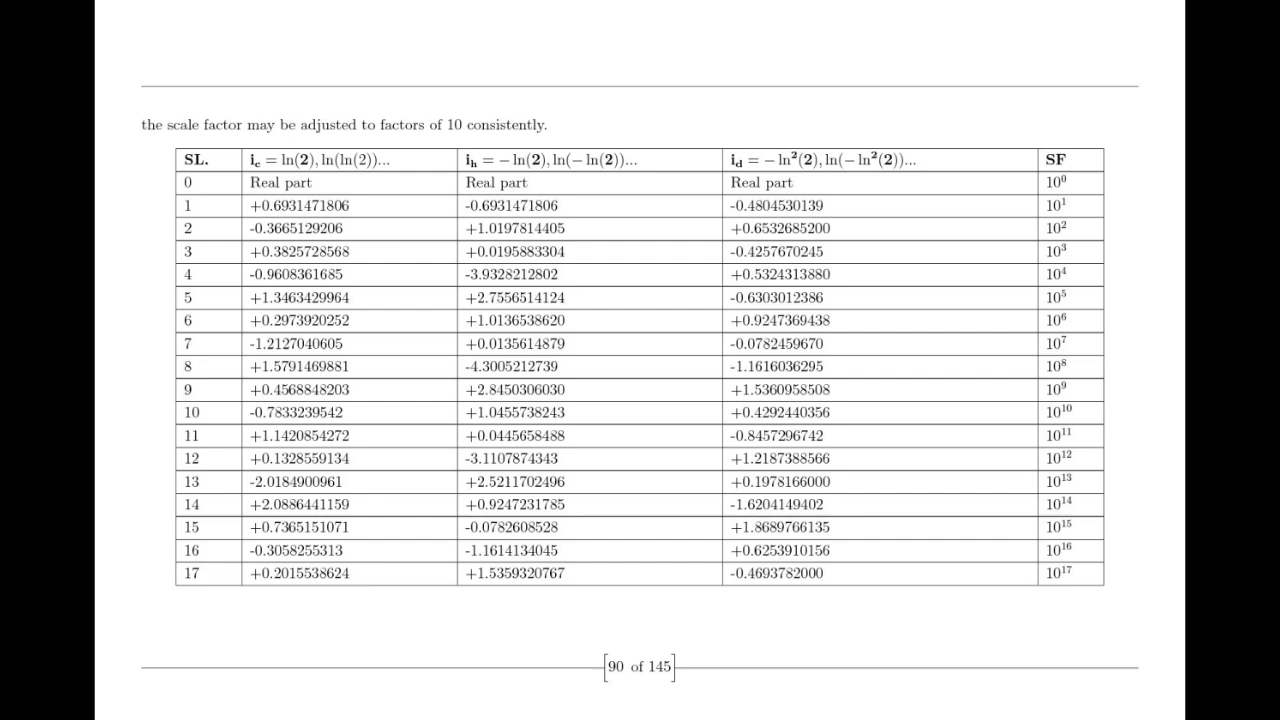 the scale factor may be adjusted to factors of 10 consistently.
SL. i_c = ln(2), ln(ln(2))... i_h = − ln(2), ln(− ln(2))... i_d = − ln²(2), ln(− ln²(2))... SF
0 Real part Real part Real part 10⁰
1 +0.6931471806 -0.6931471806 -0.4804530139 10¹
2 -0.3665129206 +1.0197814405 +0.6532685200 10²
3 +0.3825728568 +0.0195883304 -0.4257670245 10³
4 -0.9608361685 -3.9328212802 +0.5324313880 10⁴
5 +1.3463429964 +2.7556514124 -0.6303012386 10⁵
6 +0.2973920252 +1.0136538620 +0.9247369438 10⁶
7 -1.2127040605 +0.0135614879 -0.0782459670 10⁷
8 +1.5791469881 -4.3005212739 -1.1616036295 10⁸
9 +0.4568848203 +2.8450306030 +1.5360958508 10⁹
10 -0.7833239542 +1.0455738243 +0.4292440356 10¹⁰
11 +1.1420854272 +0.0445658488 -0.8457296742 10¹¹
12 +0.1328559134 -3.1107874343 +1.2187388566 10¹²
13 -2.0184900961 +2.5211702496 +0.1978166000 10¹³
14 +2.0886441159 +0.9247231785 -1.6204149402 10¹⁴
15 +0.7365151071 -0.0782608528 +1.8689766135 10¹⁵
16 -0.3058255313 -1.1614134045 +0.6253910156 10¹⁶
17 +0.2015538624 +1.5359320767 -0.4693782000 10¹⁷
[90 of 145]